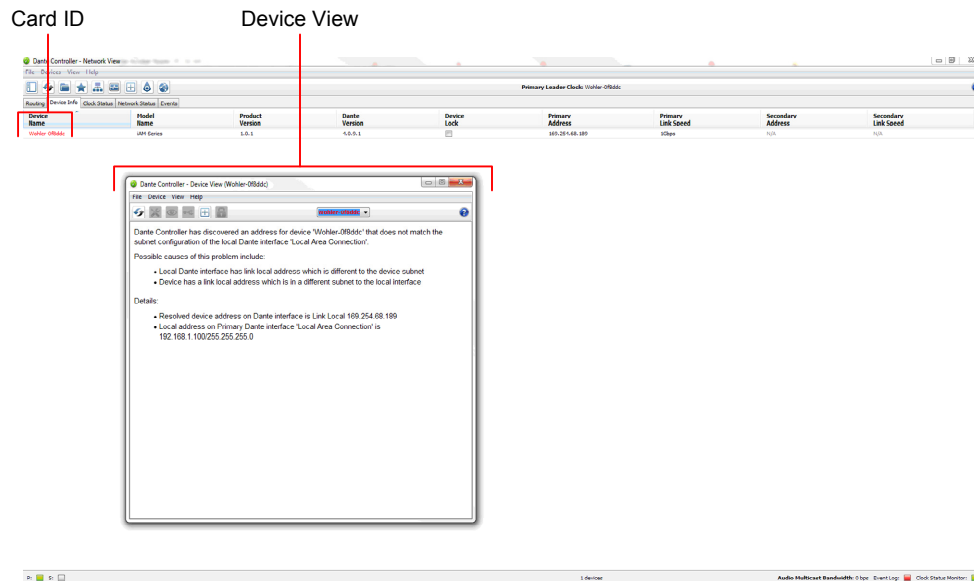 Card ID Device View
Dante Controller - Network View
File Devices View Help
Primary Leader Clock: Wohler-0f8ddc
Routing Device Info Clock Status Network Status Events
Device Name Model Name Product Version Dante Version Device Lock Primary Address Primary Link Speed Secondary Address Secondary Link Speed
Wohler-0f8ddc iAM Series 1.0.1 4.0.9.1 169.254.68.189 1Gbps N/A N/A
Dante Controller - Device View (Wohler-0f8ddc)
File Device View Help
Wohler-0f8ddc
Dante Controller has discovered an address for device 'Wohler-0f8ddc' that does not match the
subnet configuration of the local Dante interface 'Local Area Connection'.
Possible causes of this problem include:
• Local Dante interface has link local address which is different to the device subnet
• Device has a link local address which is in a different subnet to the local interface
Details:
• Resolved device address on Dante interface is Link Local 169.254.68.189
• Local address on Primary Dante interface 'Local Area Connection' is
192.168.1.100/255.255.255.0
P: S: 1 devices Audio Multicast Bandwidth: 0 bps Event Log: Clock Status Monitor: